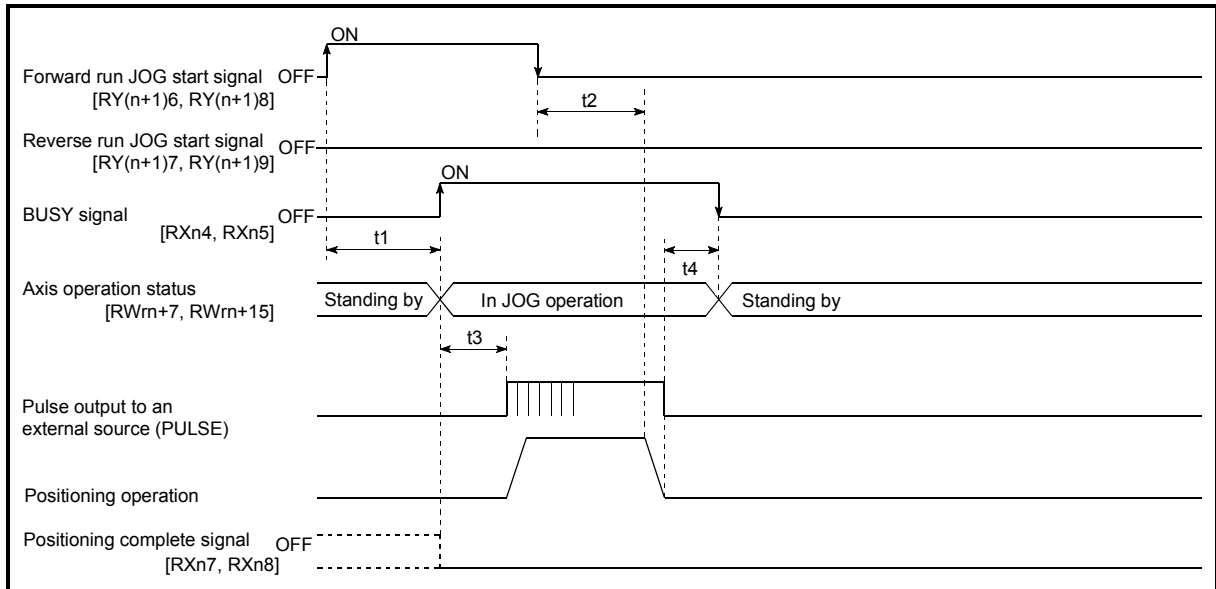 ON
Forward run JOG start signal OFF
[RY(n+1)6, RY(n+1)8]
t2
Reverse run JOG start signal OFF
[RY(n+1)7, RY(n+1)9]
ON
BUSY signal OFF
[RXn4, RXn5]
t1
t4
Axis operation status
[RWrn+7, RWrn+15]
Standing by In JOG operation Standing by
t3
Pulse output to an
external source (PULSE)
Positioning operation
Positioning complete signal OFF
[RXn7, RXn8]